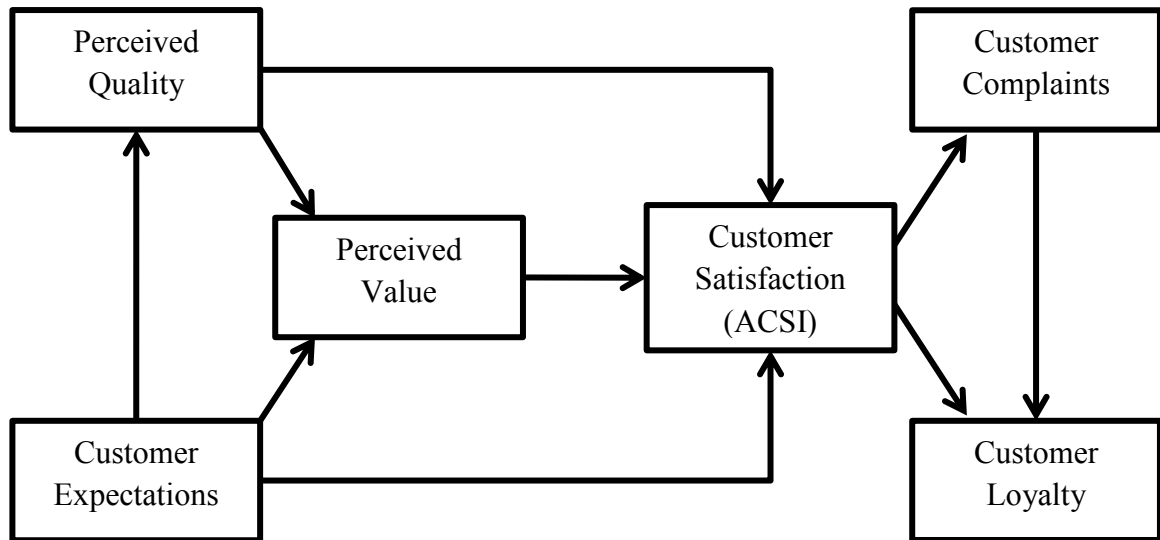 Perceived
Quality
Customer
Complaints
Perceived
Value
Customer
Satisfaction
(ACSI)
Customer
Expectations
Customer
Loyalty